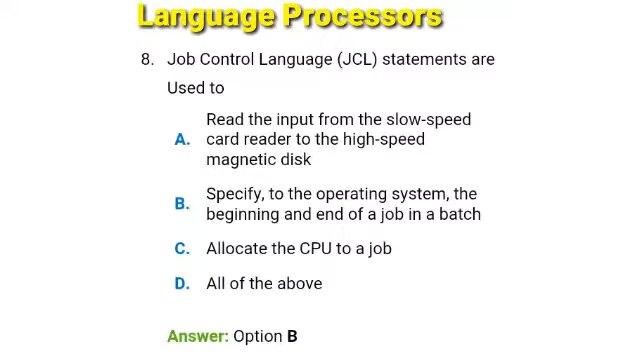 Language Processors
8. Job Control Language (JCL) statements are
Used to
Read the input from the slow-speed
A. card reader to the high-speed
magnetic disk
Specify, to the operating system, the
B.
beginning and end of a job in a batch
C. Allocate the CPU to a job
D. All of the above
Answer: Option B